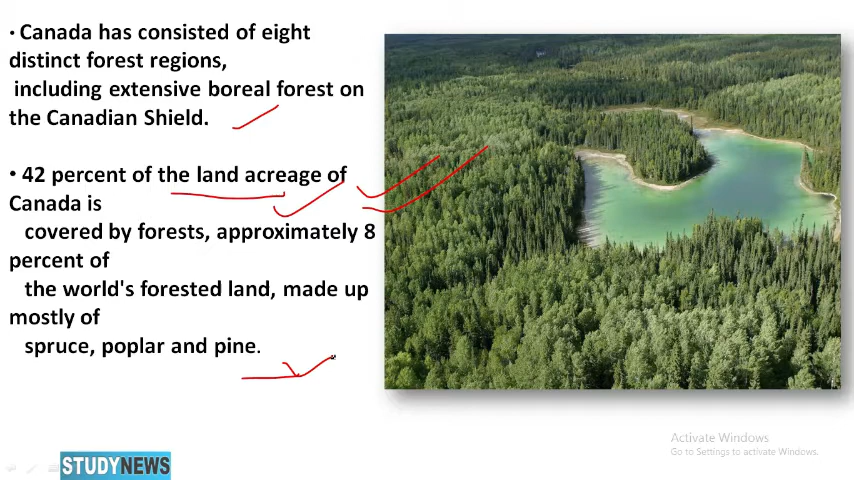 • Canada has consisted of eight
distinct forest regions,
including extensive boreal forest on
the Canadian Shield.
• 42 percent of the land acreage of
Canada is
covered by forests, approximately 8
percent of
the world's forested land, made up
mostly of
spruce, poplar and pine.
Activate Windows
Go to Settings to activate Windows.
STUDYNEWS